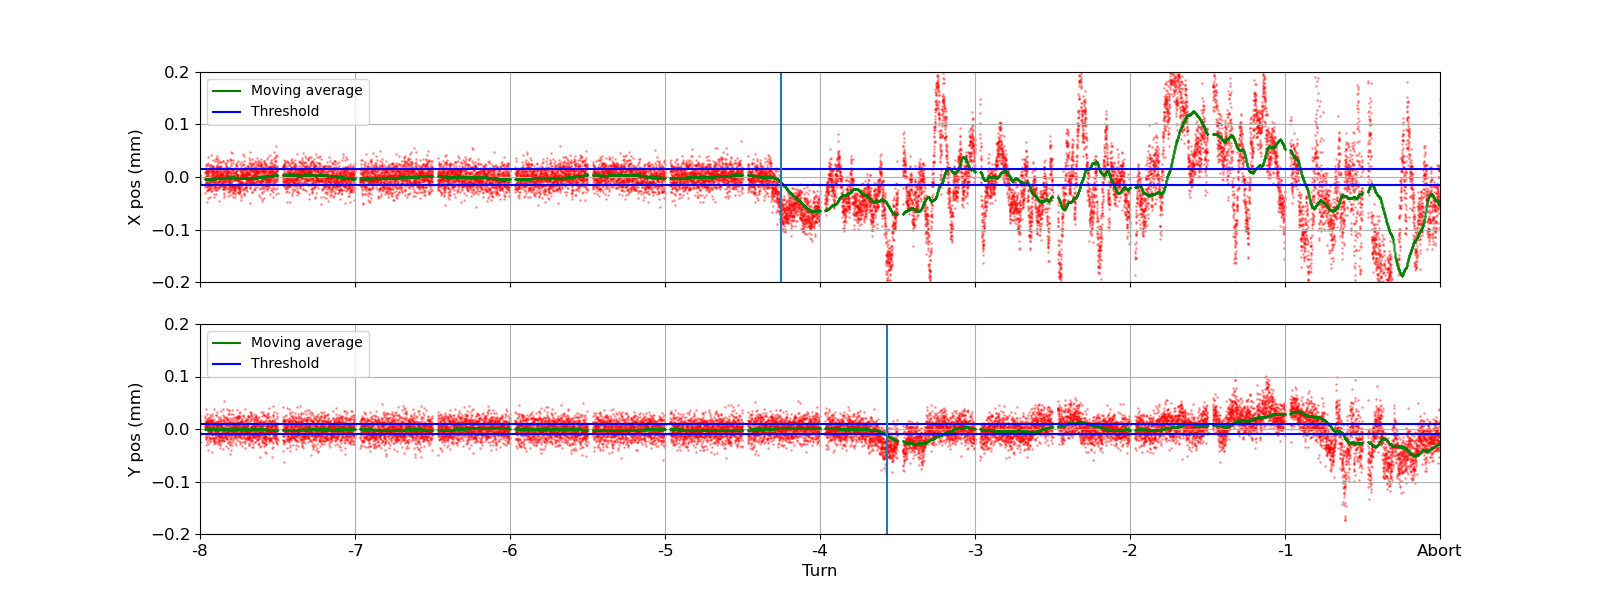 0.2
0.1
0.0
−0.1
−0.2
X pos (mm)
Moving average
Threshold
0.2
0.1
0.0
−0.1
−0.2
Y pos (mm)
Moving average
Threshold
-8 -7 -6 -5 -4 -3 -2 -1 Abort
Turn